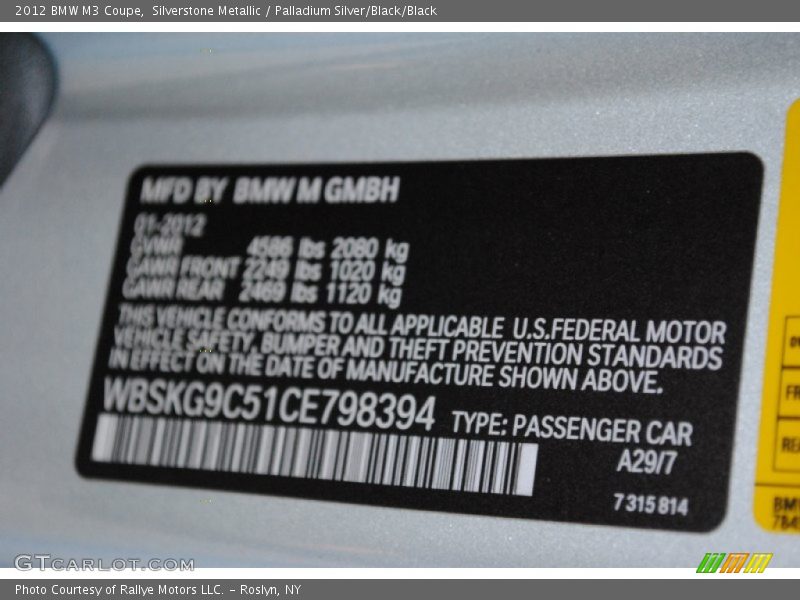 2012 BMW M3 Coupe,  Silverstone Metallic / Palladium Silver/Black/Black
MFD BY BMW M GMBH
01-2012
GVWR 4586 lbs 2080 kg
GAWR FRONT 2249 lbs 1020 kg
GAWR REAR 2469 lbs 1120 kg
THIS VEHICLE CONFORMS TO ALL APPLICABLE U.S.FEDERAL MOTOR
VEHICLE SAFETY, BUMPER AND THEFT PREVENTION STANDARDS
IN EFFECT ON THE DATE OF MANUFACTURE SHOWN ABOVE.
WBSKG9C51CE798394 TYPE: PASSENGER CAR
A29/7
7 315 814
GTCARLOT.COM
Photo Courtesy of Rallye Motors LLC. – Roslyn, NY